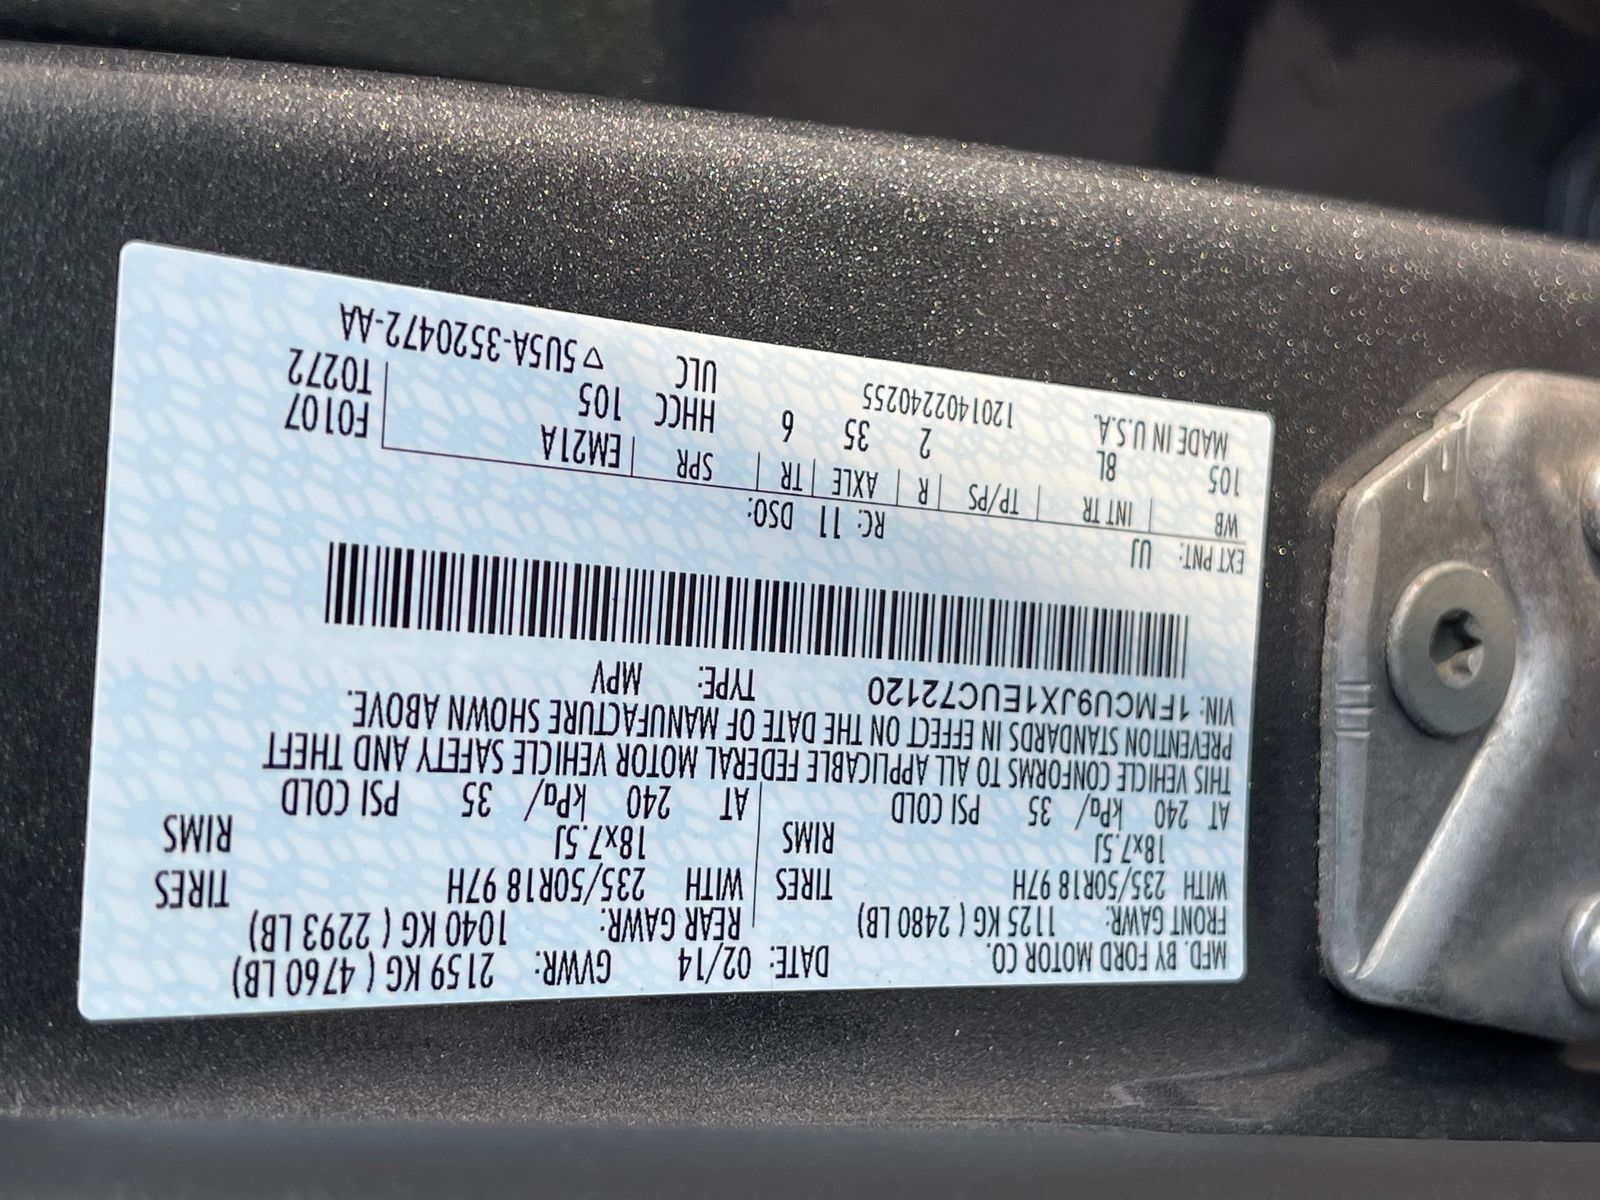 MFD. BY FORD MOTOR CO. DATE: 02/14 GVWR: 2159 KG ( 4760 LB)
FRONT GAWR: 1125 KG ( 2480 LB) REAR GAWR: 1040 KG ( 2293 LB)
WITH 235/50R18 97H TIRES WITH 235/50R18 97H TIRES
18x7.5J RIMS 18x7.5J RIMS
AT 240 kPa/ 35 PSI COLD AT 240 kPa/ 35 PSI COLD
THIS VEHICLE CONFORMS TO ALL APPLICABLE FEDERAL MOTOR VEHICLE SAFETY AND THEFT
PREVENTION STANDARDS IN EFFECT ON THE DATE OF MANUFACTURE SHOWN ABOVE.
VIN: 1FMCU9JX1EUC72120 TYPE: MPV
EXT PNT: UJ RC: 11 DSO:
WB INT TR TP/PS R AXLE TR SPR EM21A F0107
105 8L 2 35 6 HHCC 105 T0272
MADE IN U.S.A. 1201402240255 ULC ▽5U5A-3520472-AA